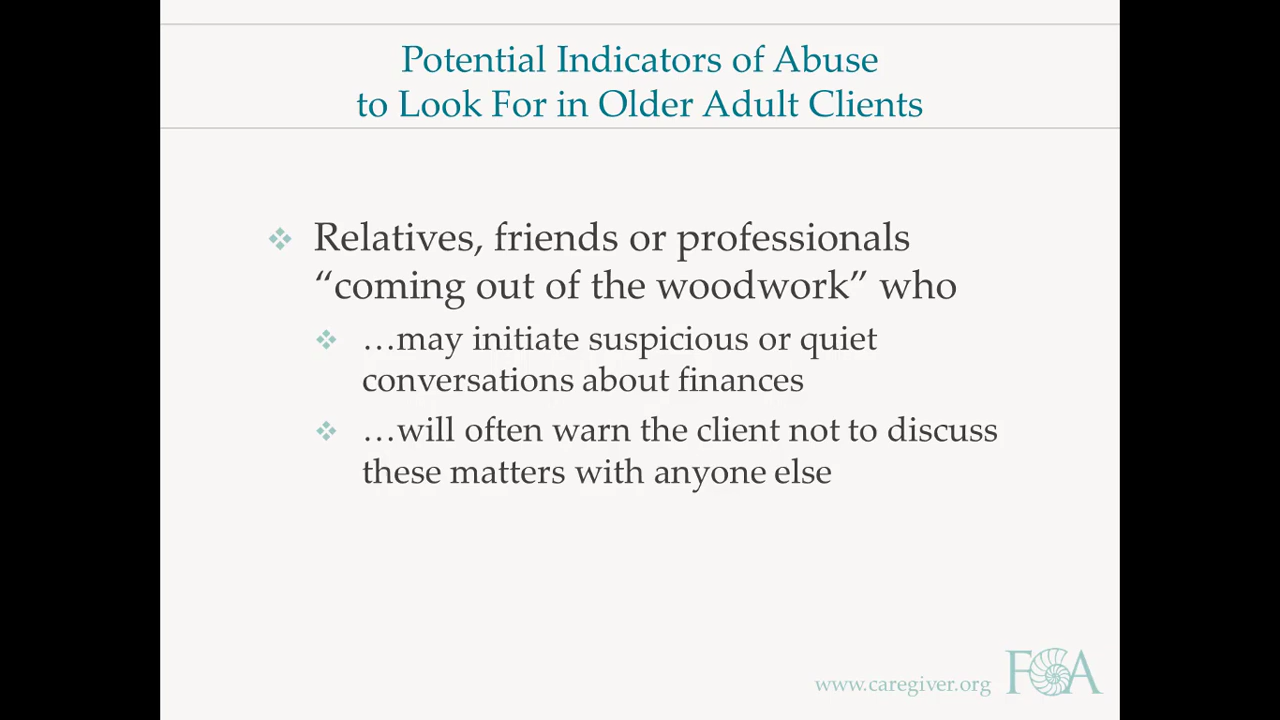 Potential Indicators of Abuse
to Look For in Older Adult Clients
❖ Relatives, friends or professionals
“coming out of the woodwork” who
❖ …may initiate suspicious or quiet
conversations about finances
❖ …will often warn the client not to discuss
these matters with anyone else
www.caregiver.org FCA